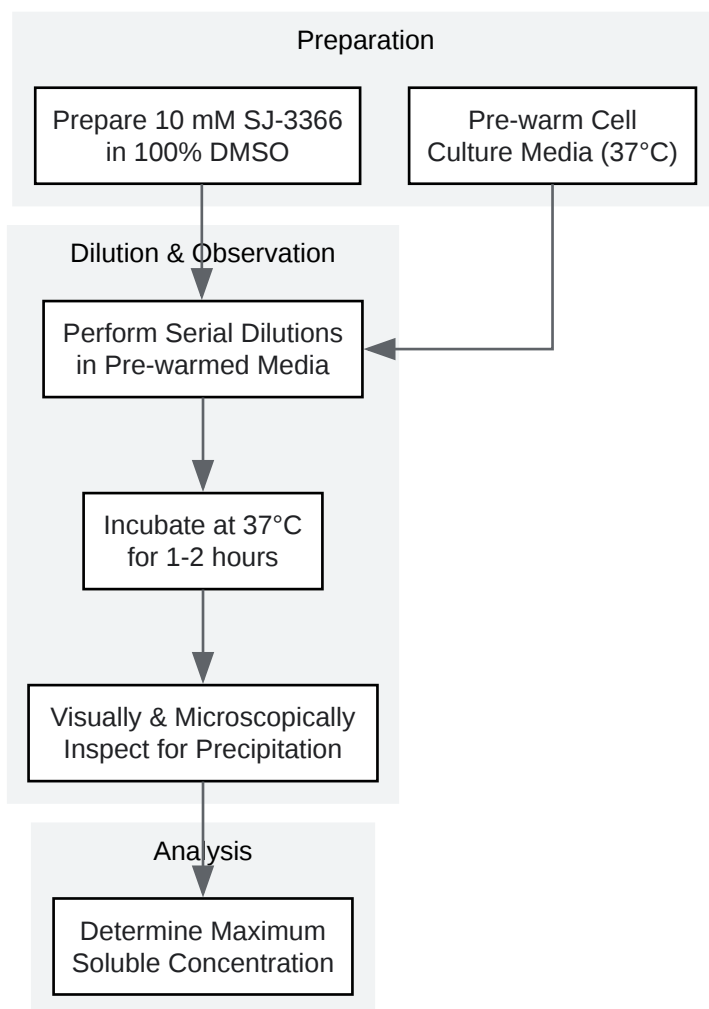 Preparation
Prepare 10 mM SJ-3366
in 100% DMSO
Pre-warm Cell
Culture Media (37°C)
Dilution & Observation
Perform Serial Dilutions
in Pre-warmed Media
Incubate at 37°C
for 1-2 hours
Visually & Microscopically
Inspect for Precipitation
Analysis
Determine Maximum
Soluble Concentration